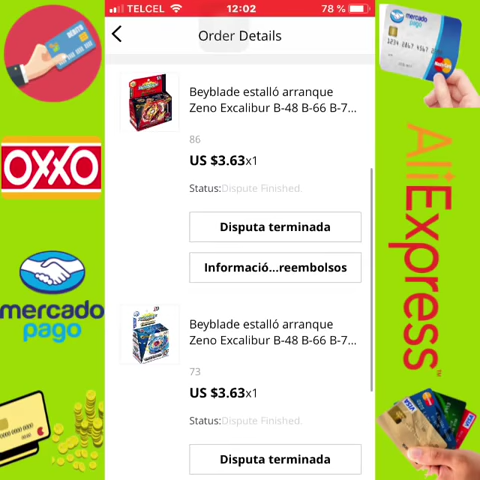 TELCEL
12:02
78 %
Order Details
Beyblade estalló arranque
Zeno Excalibur B-48 B-66 B-7...
86
US $3.63x1
Status:Dispute Finished.
Disputa terminada
Informació...reembolsos
Beyblade estalló arranque
Zeno Excalibur B-48 B-66 B-7...
73
US $3.63x1
Status:Dispute Finished.
Disputa terminada
OXXO
mercado
pago
mercado
pago
AliExpress
VISA